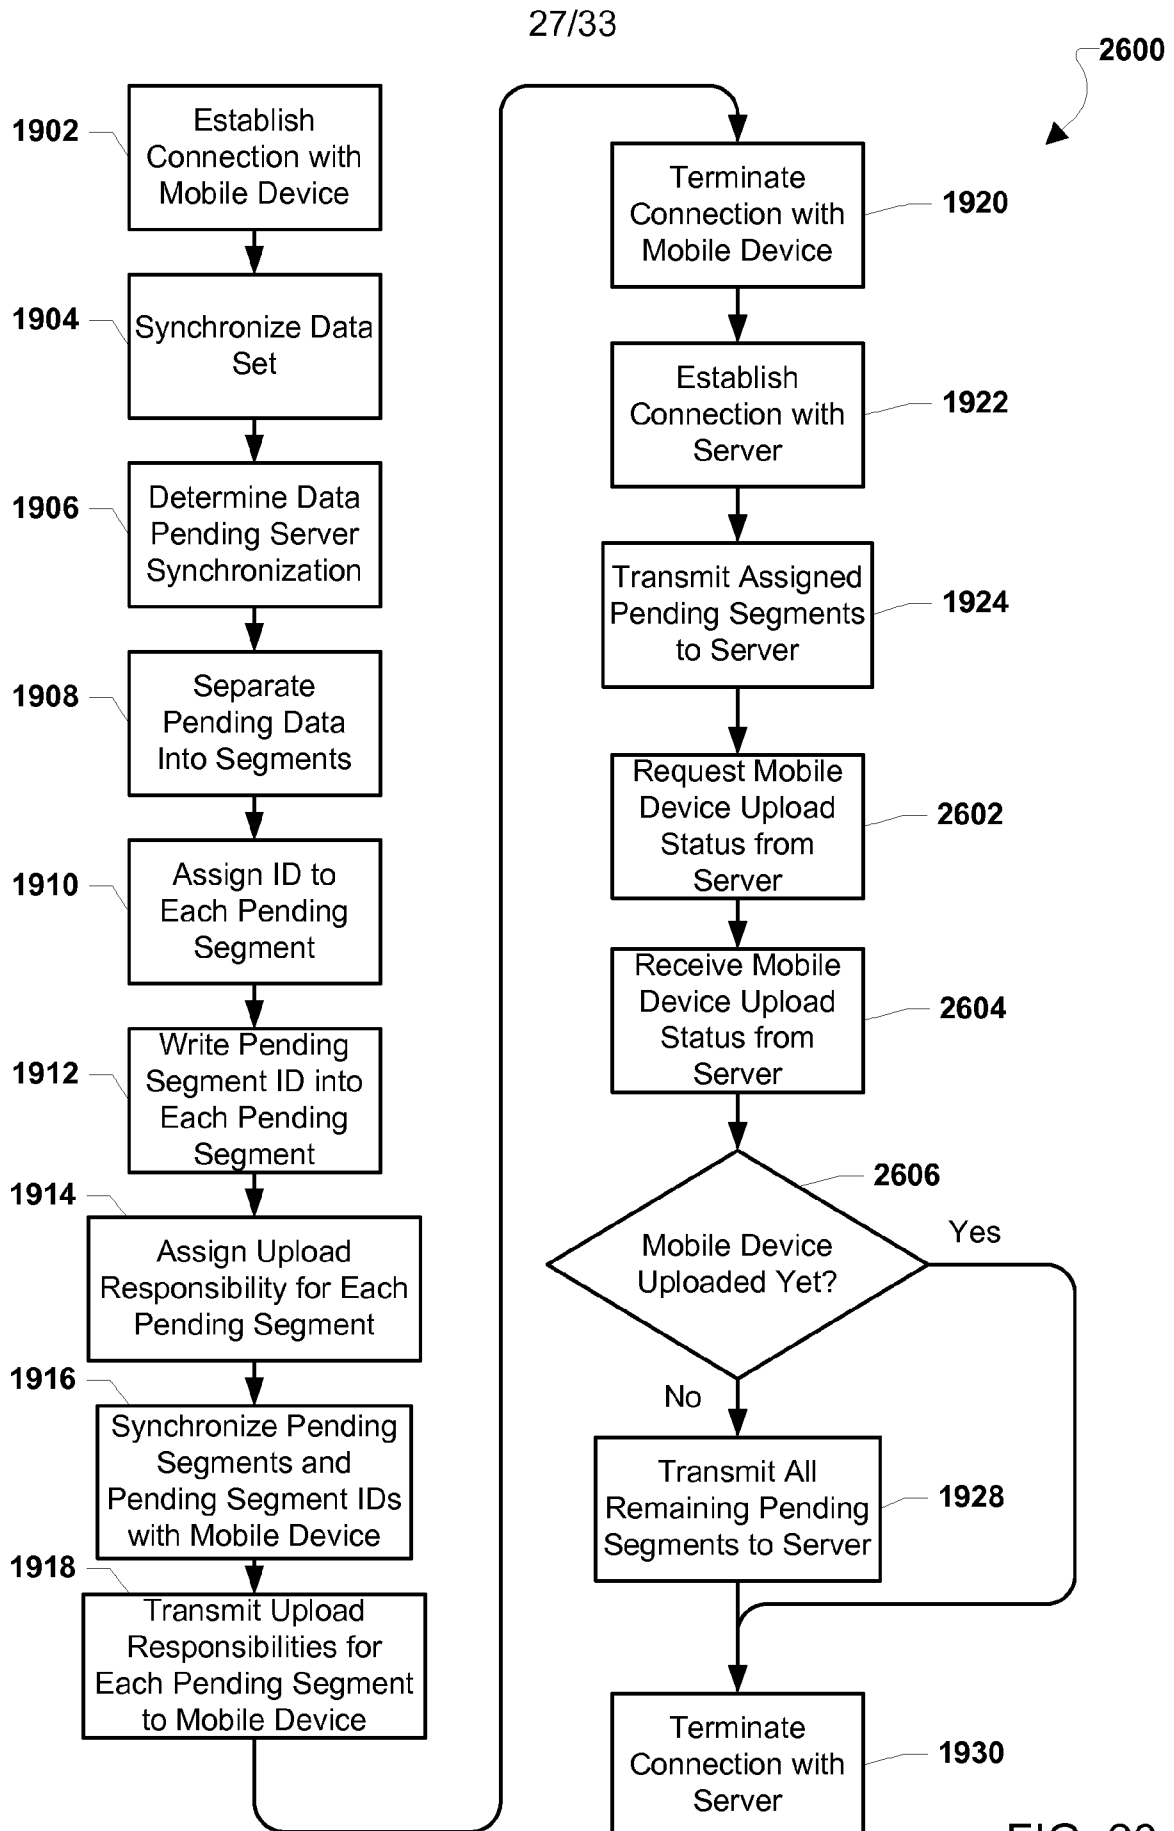 27/33
2600
1902
Establish
Connection with
Mobile Device
1904
Synchronize Data
Set
1906
Determine Data
Pending Server
Synchronization
1908
Separate
Pending Data
Into Segments
1910
Assign ID to
Each Pending
Segment
1912
Write Pending
Segment ID into
Each Pending
Segment
1914
Assign Upload
Responsibility for Each
Pending Segment
1916
Synchronize Pending
Segments and
Pending Segment IDs
with Mobile Device
1918
Transmit Upload
Responsibilities for
Each Pending Segment
to Mobile Device
Terminate
Connection with
Mobile Device
1920
Establish
Connection with
Server
1922
Transmit Assigned
Pending Segments
to Server
1924
Request Mobile
Device Upload
Status from
Server
2602
Receive Mobile
Device Upload
Status from
Server
2604
2606
Mobile Device
Uploaded Yet?
Yes
No
Transmit All
Remaining Pending
Segments to Server
1928
Terminate
Connection with
Server
1930
FIG.